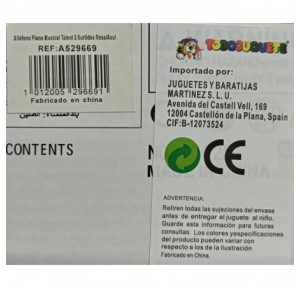 Xilófono Piano Musical Talent 2 Surtidos Rosa/Azul
REF:A529669
1 012005 296691
Fabricado en china
CONTENTS
TODOJUGUETE
Importado por:
JUGUETES Y BARATIJAS
MARTINEZ S. L. U.
Avenida del Castell Vell, 169
12004 Castellón de la Plana, Spain
CIF:B-12073524
CE
ADVERTENCIA:
Retiren todas las sujeciones del envase
antes de entregar el juguete al niño.
Guarde esta información para futuras
consultas. Los colores yespecificaciones
del producto pueden variar con
respecto a los de la ilustración
Fabricado en China.